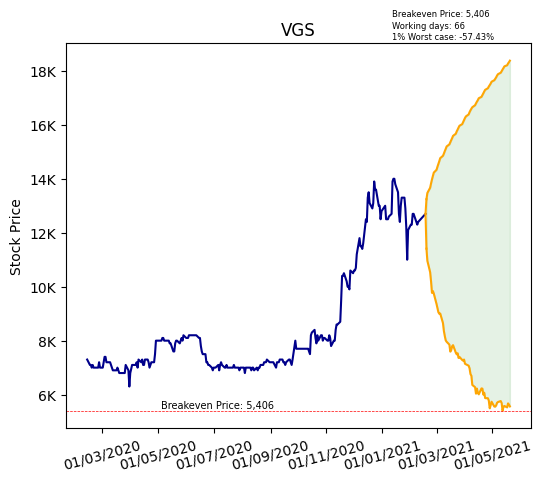 Breakeven Price: 5,406
Working days: 66
1% Worst case: -57.43%
VGS
Stock Price
18K
16K
14K
12K
10K
8K
6K
Breakeven Price: 5,406
01/03/2020
01/05/2020
01/07/2020
01/09/2020
01/11/2020
01/01/2021
01/03/2021
01/05/2021